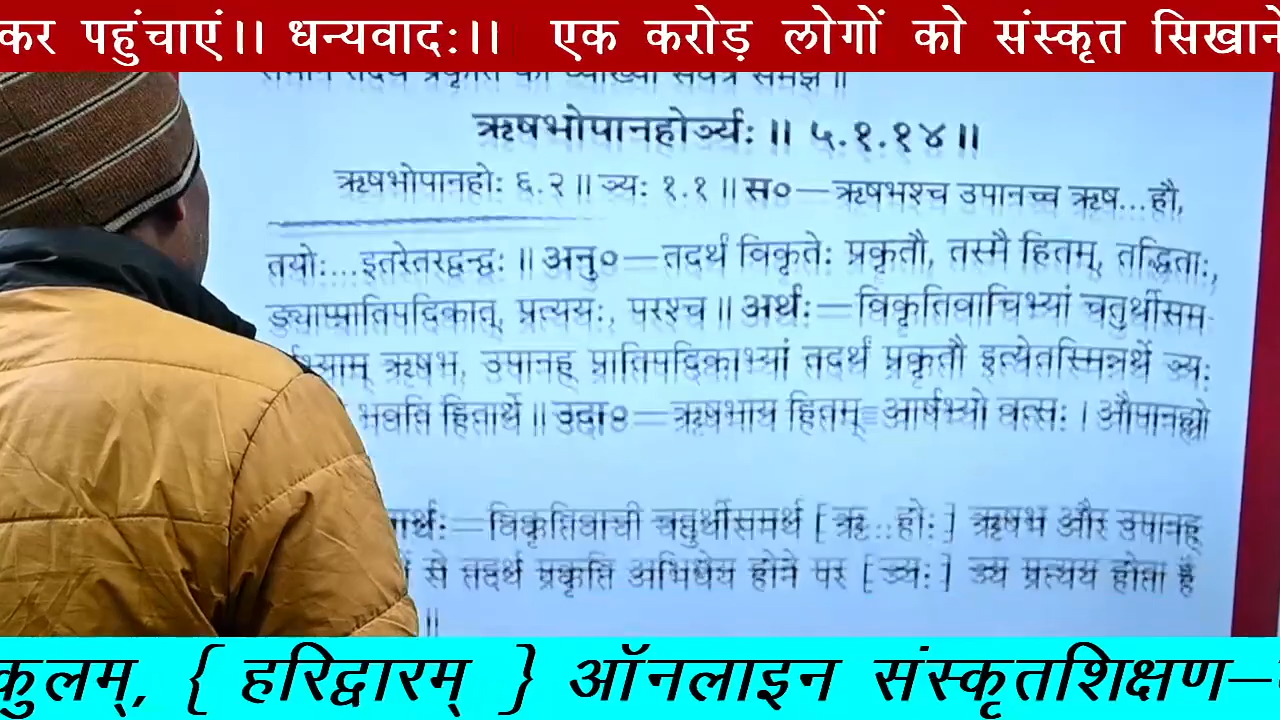 कर पहुंचाएं।। धन्यवादः।। एक करोड़ लोगों को संस्कृत सिखाने
ऋषभोपानहोर्ञ्यः ॥ ५.१.१४॥
ऋषभोपानहोः ६.२॥ ञ्यः १.१॥ स०—ऋषभश्च उपानच्च ऋष...हौ,
तयोः...इतरेतरद्वन्द्वः ॥ अनु०—तदर्थं विकृतेः प्रकृतौ, तस्मै हितम्, तद्धिताः,
ङ्याप्प्रातिपदिकात्, प्रत्ययः, परश्च ॥ अर्थः—विकृतिवाचिभ्यां चतुर्थीसम-
ऋषभ, उपानह् प्रातिपदिकाभ्यां तदर्थं प्रकृतौ इत्येतस्मिन्नर्थे ञ्यः
भवति हितार्थे ॥ उदा०—ऋषभाय हितम्= आर्षभ्यो वत्सः । औपानह्यो
विकृतिवाची चतुर्थीसमर्थ [ऋ...होः] ऋषभ और उपानह्
से तदर्थ प्रकृति अभिधेय होने पर [ञ्यः] ञ्य प्रत्यय होता है
॥
कुलम्, { हरिद्वारम् } ऑनलाइन संस्कृतशिक्षण–